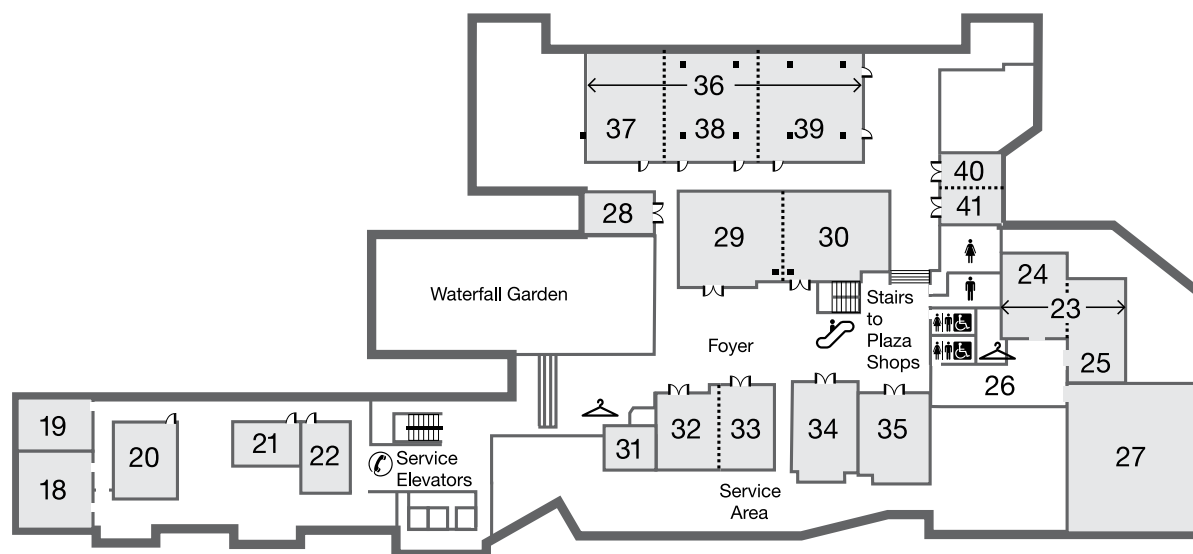 36
37
38
39
40
41
28
29
30
24
23
25
Waterfall Garden
Stairs
to
Plaza
Shops
Foyer
26
19
18
20
21
22
Service
Elevators
31
32
33
34
35
27
Service
Area